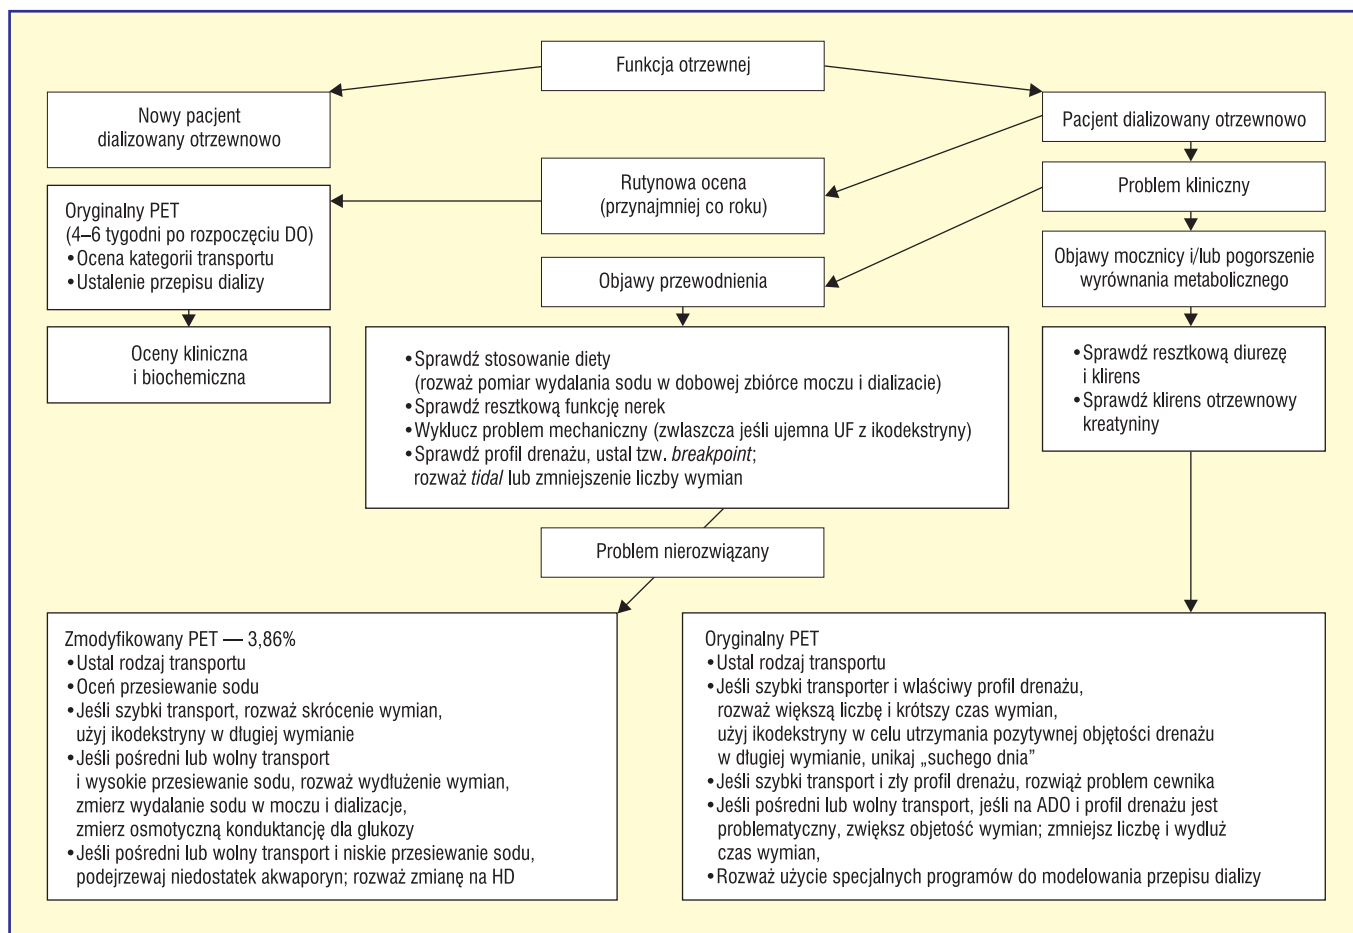 Funkcja otrzewnej
Nowy pacjent
dializowany otrzewnowo
Pacjent dializowany otrzewnowo
Rutynowa ocena
(przynajmniej co roku)
Problem kliniczny
Oryginalny PET
(4–6 tygodni po rozpoczęciu DO)
•Ocena kategorii transportu
•Ustalenie przepisu dializy
Objawy przewodnienia
Objawy mocznicy i/lub pogorszenie
wyrównania metabolicznego
Oceny kliniczna
i biochemiczna
•Sprawdź stosowanie diety
(rozważ pomiar wydalania sodu w dobowej zbiórce moczu i dializacie)
•Sprawdź resztkową funkcję nerek
•Wyklucz problem mechaniczny (zwłaszcza jeśli ujemna UF z ikodekstryny)
•Sprawdź profil drenażu, ustal tzw. breakpoint;
rozważ tidal lub zmniejszenie liczby wymian
•Sprawdź resztkową diurezę
i klirens
•Sprawdź klirens otrzewnowy
kreatyniny
Problem nierozwiązany
Zmodyfikowany PET — 3,86%
•Ustal rodzaj transportu
•Oceń przesiewanie sodu
•Jeśli szybki transport, rozważ skrócenie wymian,
użyj ikodekstryny w długiej wymianie
•Jeśli pośredni lub wolny transport
i wysokie przesiewanie sodu, rozważ wydłużenie wymian,
zmierz wydalanie sodu w moczu i dializacje,
zmierz osmotyczną konduktancję dla glukozy
•Jeśli pośredni lub wolny transport i niskie przesiewanie sodu,
podejrzewaj niedostatek akwaporyn; rozważ zmianę na HD
Oryginalny PET
•Ustal rodzaj transportu
•Jeśli szybki transporter i właściwy profil drenażu,
rozważ większą liczbę i krótszy czas wymian,
użyj ikodekstryny w celu utrzymania pozytywnej objętości drenażu
w długiej wymianie, unikaj „suchego dnia”
•Jeśli szybki transport i zły profil drenażu, rozwiąż problem cewnika
•Jeśli pośredni lub wolny transport, jeśli na ADO i profil drenażu jest
problematyczny, zwiększ objetość wymian; zmniejsz liczbę i wydłuż
czas wymian,
•Rozważ użycie specjalnych programów do modelowania przepisu dializy